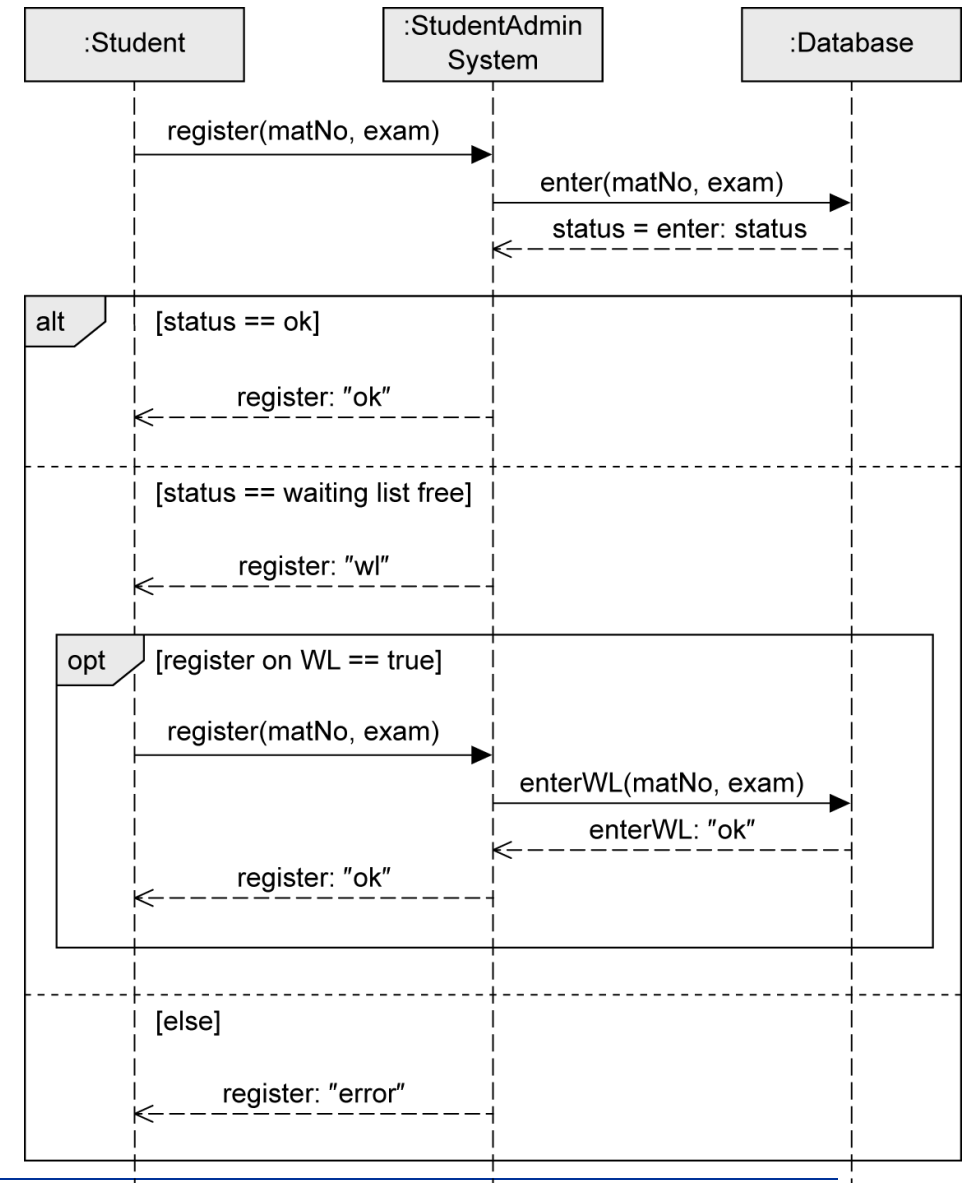 :Student
:StudentAdmin
System
:Database
register(matNo, exam)
enter(matNo, exam)
status = enter: status
alt
[status == ok]
register: "ok"
[status == waiting list free]
register: "wl"
opt
[register on WL == true]
register(matNo, exam)
enterWL(matNo, exam)
enterWL: "ok"
register: "ok"
[else]
register: "error"